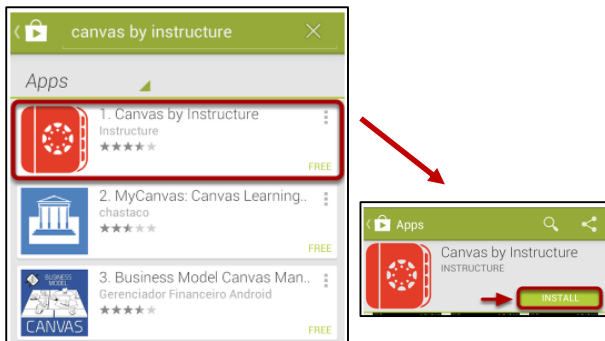 canvas by instructure
Apps
1. Canvas by Instructure
Instructure
FREE
2. MyCanvas: Canvas Learning..
chastaco
FREE
BUSINESS
MODEL
CANVAS
3. Business Model Canvas Man..
Gerenciador Financeiro Android
FREE
Apps
Canvas by Instructure
INSTRUCTURE
INSTALL